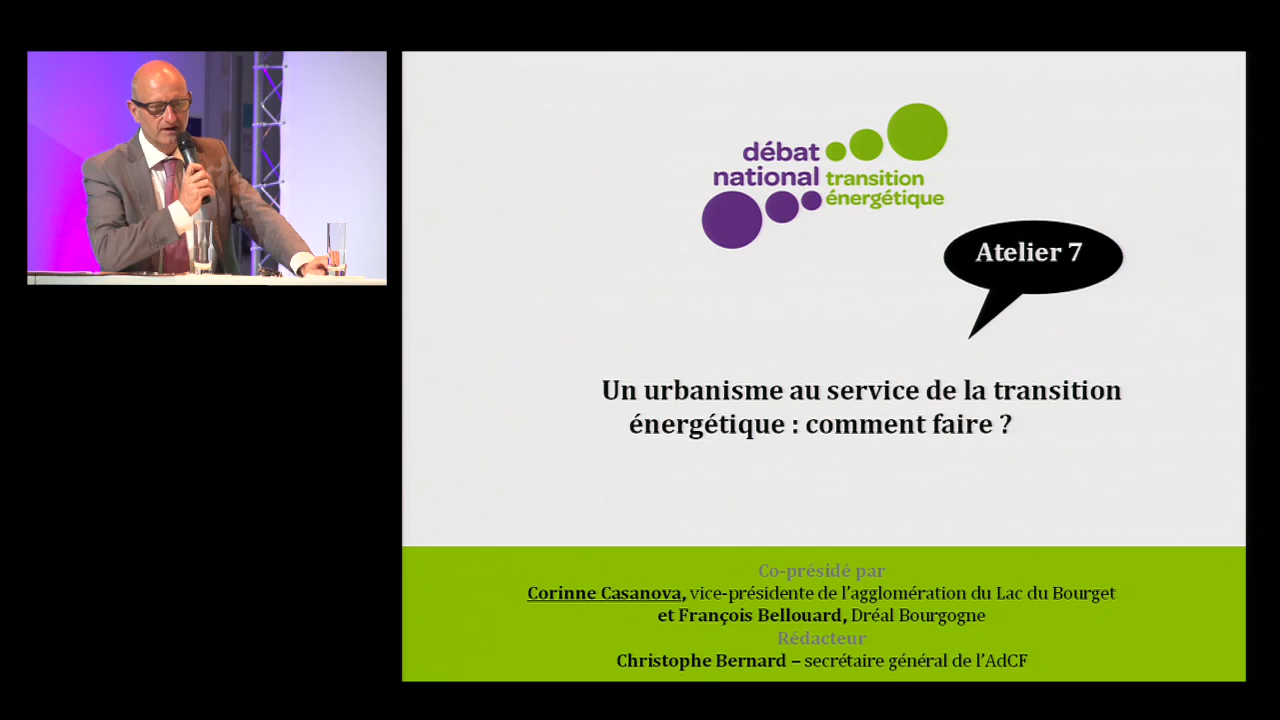 débat
national
transition
énergétique
Atelier 7
Un urbanisme au service de la transition
énergétique : comment faire ?
Co-présidé par
Corinne Casanova, vice-présidente de l'agglomération du Lac du Bourget
et François Bellouard, Dréal Bourgogne
Rédacteur
Christophe Bernard – secrétaire général de l'AdCF